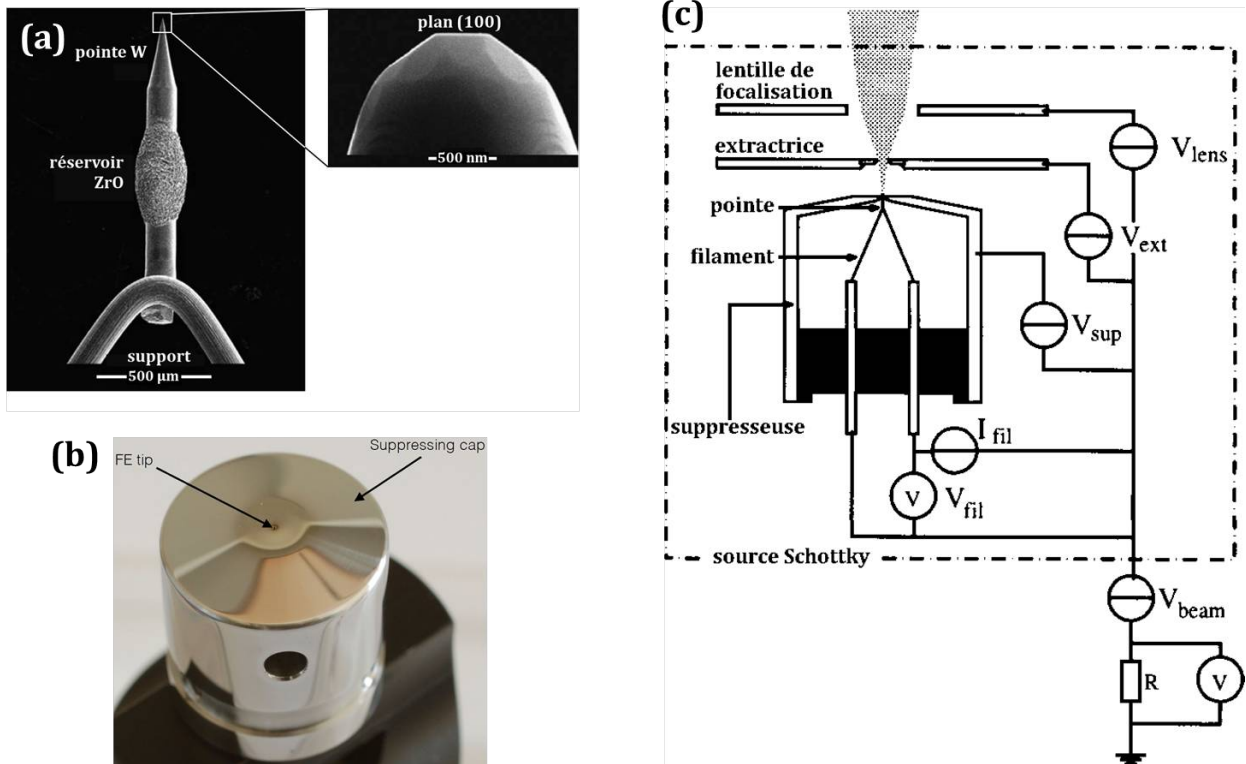 (a)
pointe W
réservoir
ZrO
support
500 µm
plan (100)
500 nm
(b)
FE tip
Suppressing cap
(c)
lentille de
focalisation
extractrice
pointe
filament
suppresseuse
V lens
V ext
V sup
I fil
V
V fil
source Schottky
V beam
R
V